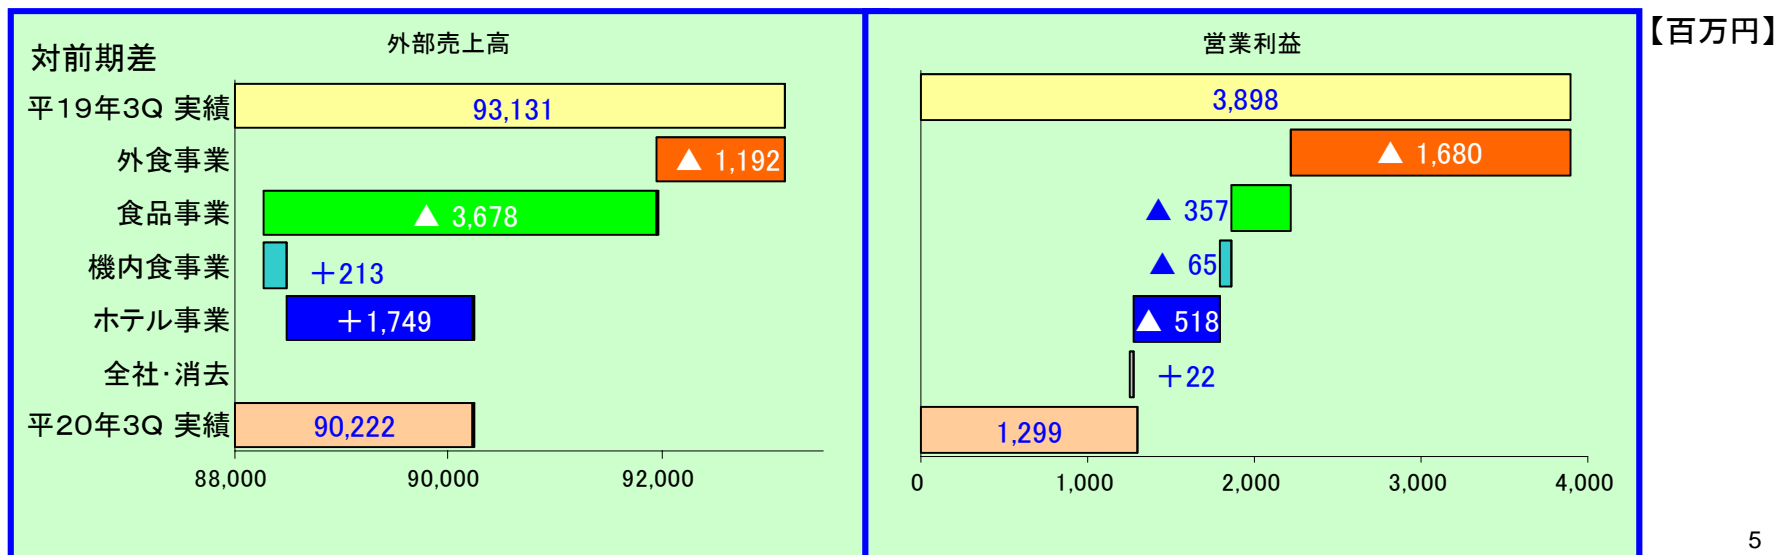 【百万円】
対前期差
外部売上高
平19年3Q 実績
93,131
外食事業
▲ 1,192
食品事業
▲ 3,678
機内食事業
+213
ホテル事業
+1,749
全社・消去
平20年3Q 実績
90,222
88,000 90,000 92,000
営業利益
3,898
▲ 1,680
▲ 357
▲ 65
▲ 518
+22
1,299
0 1,000 2,000 3,000 4,000
5